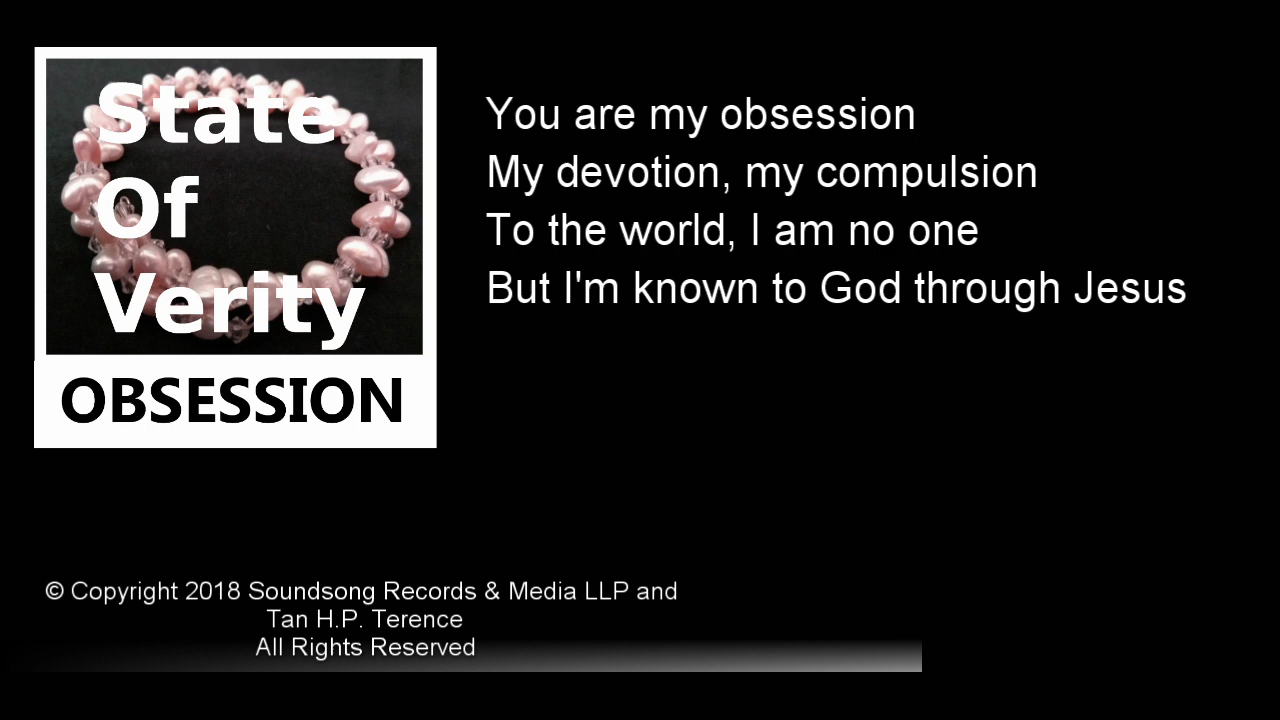 State
Of
Verity
OBSESSION
You are my obsession
My devotion, my compulsion
To the world, I am no one
But I'm known to God through Jesus
© Copyright 2018 Soundsong Records & Media LLP and
Tan H.P. Terence
All Rights Reserved